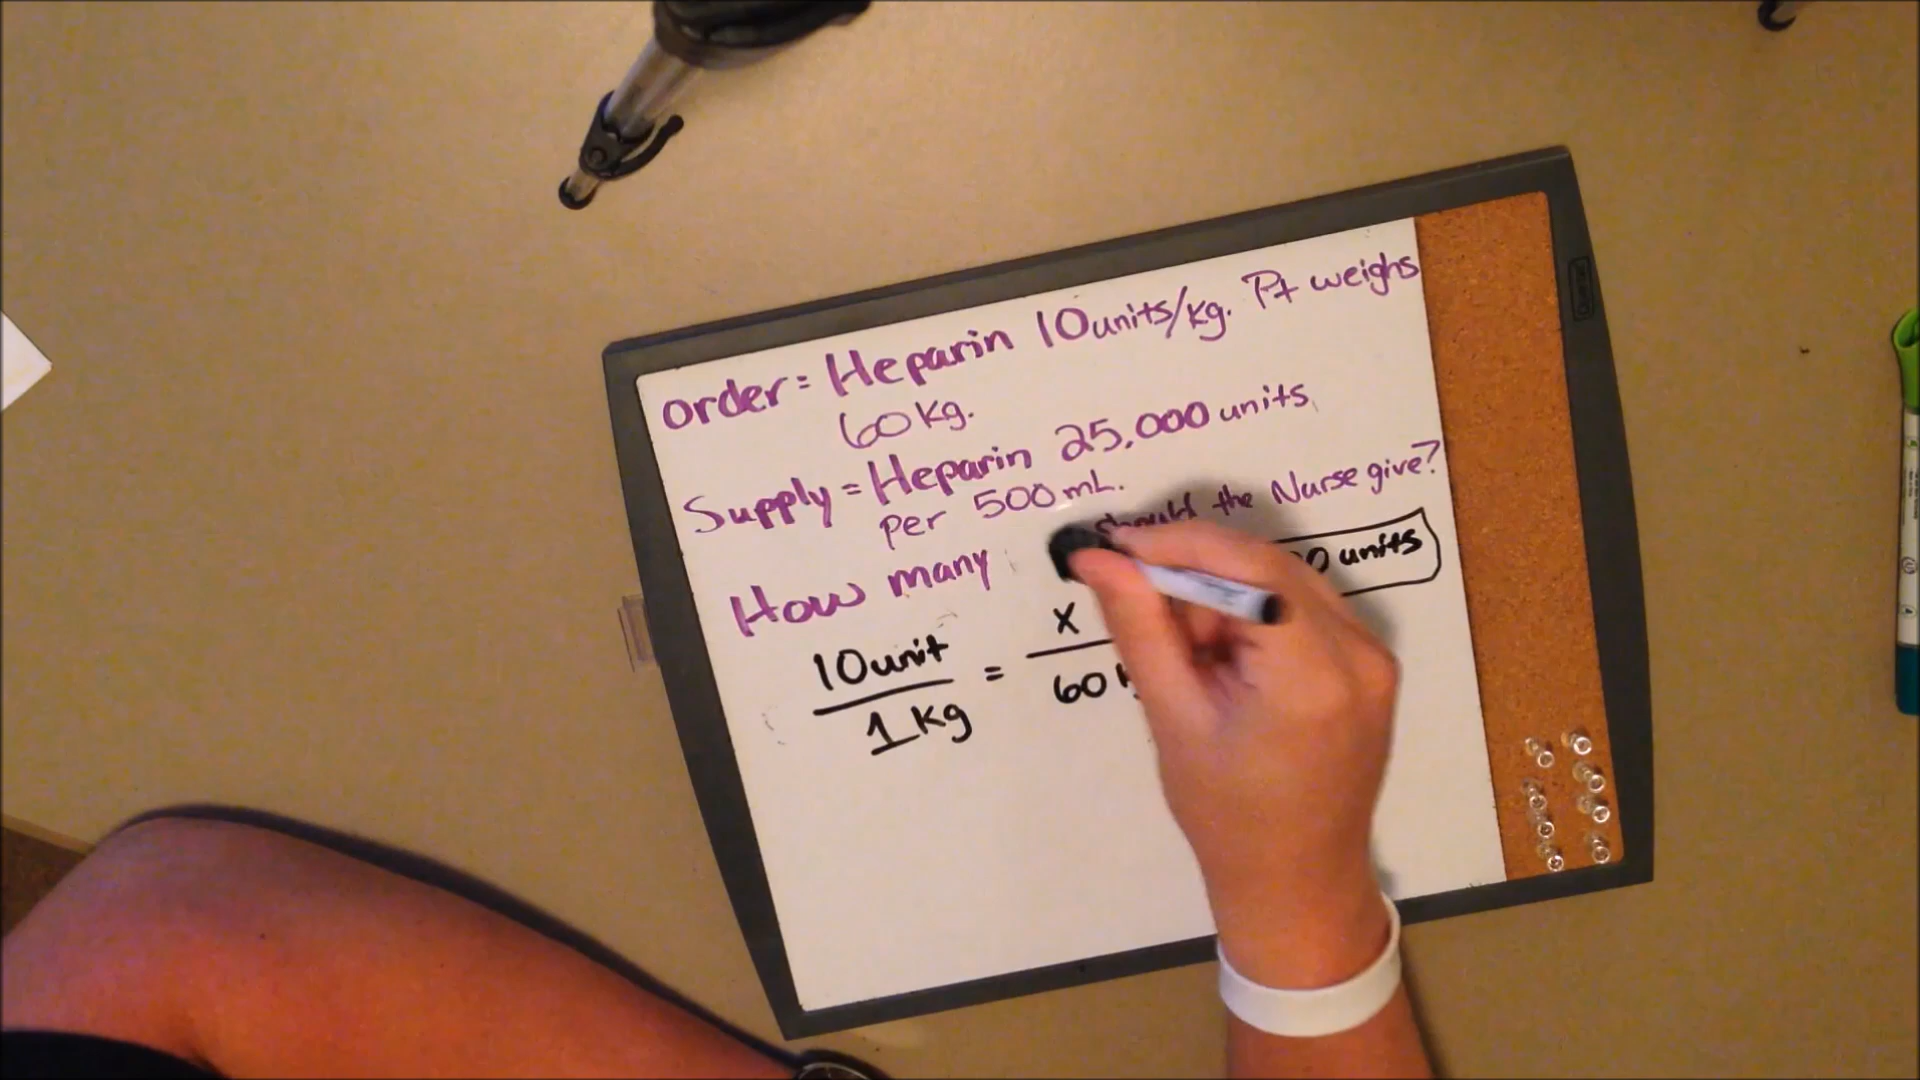 order = Heparin 10units/kg. Pt weighs
60 kg.
Supply = Heparin 25,000 units
per 500 mL.
How many should the Nurse give?
10unit = x
1 kg 60
units